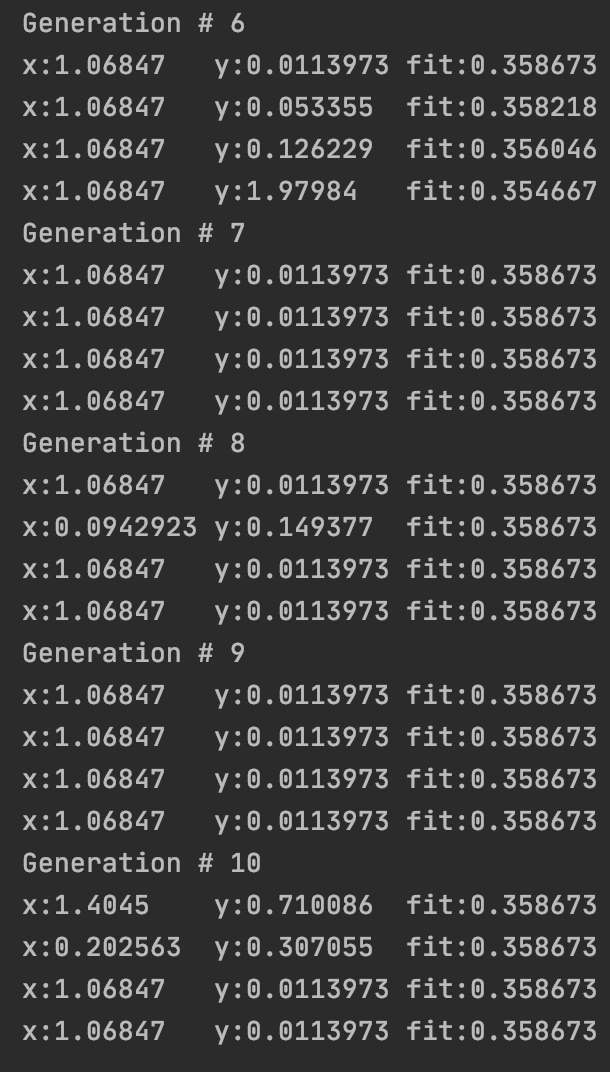 Generation # 6
x:1.06847   y:0.0113973 fit:0.358673
x:1.06847   y:0.053355  fit:0.358218
x:1.06847   y:0.126229  fit:0.356046
x:1.06847   y:1.97984   fit:0.354667
Generation # 7
x:1.06847   y:0.0113973 fit:0.358673
x:1.06847   y:0.0113973 fit:0.358673
x:1.06847   y:0.0113973 fit:0.358673
x:1.06847   y:0.0113973 fit:0.358673
Generation # 8
x:1.06847   y:0.0113973 fit:0.358673
x:0.0942923 y:0.149377  fit:0.358673
x:1.06847   y:0.0113973 fit:0.358673
x:1.06847   y:0.0113973 fit:0.358673
Generation # 9
x:1.06847   y:0.0113973 fit:0.358673
x:1.06847   y:0.0113973 fit:0.358673
x:1.06847   y:0.0113973 fit:0.358673
x:1.06847   y:0.0113973 fit:0.358673
Generation # 10
x:1.4045    y:0.710086  fit:0.358673
x:0.202563  y:0.307055  fit:0.358673
x:1.06847   y:0.0113973 fit:0.358673
x:1.06847   y:0.0113973 fit:0.358673